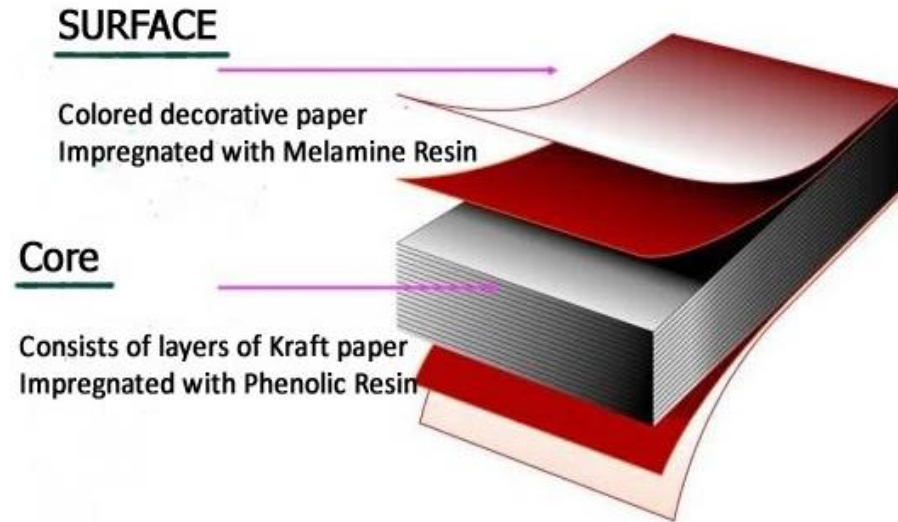 SURFACE
Colored decorative paper
Impregnated with Melamine Resin
Core
Consists of layers of Kraft paper
Impregnated with Phenolic Resin